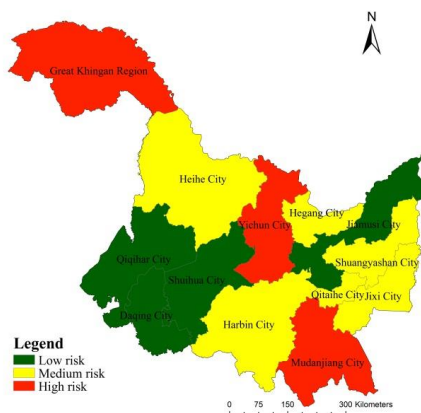 N
Great Khingan Region
Heihe City
Hegang City
Jiamusi City
Yichun City
Qiqihar City
Shuangyashan City
Suihua City
Qitaihe City
Jixi City
Daqing City
Harbin City
Mudanjiang City
Legend
Low risk
Medium risk
High risk
0 75 150 300 Kilometers